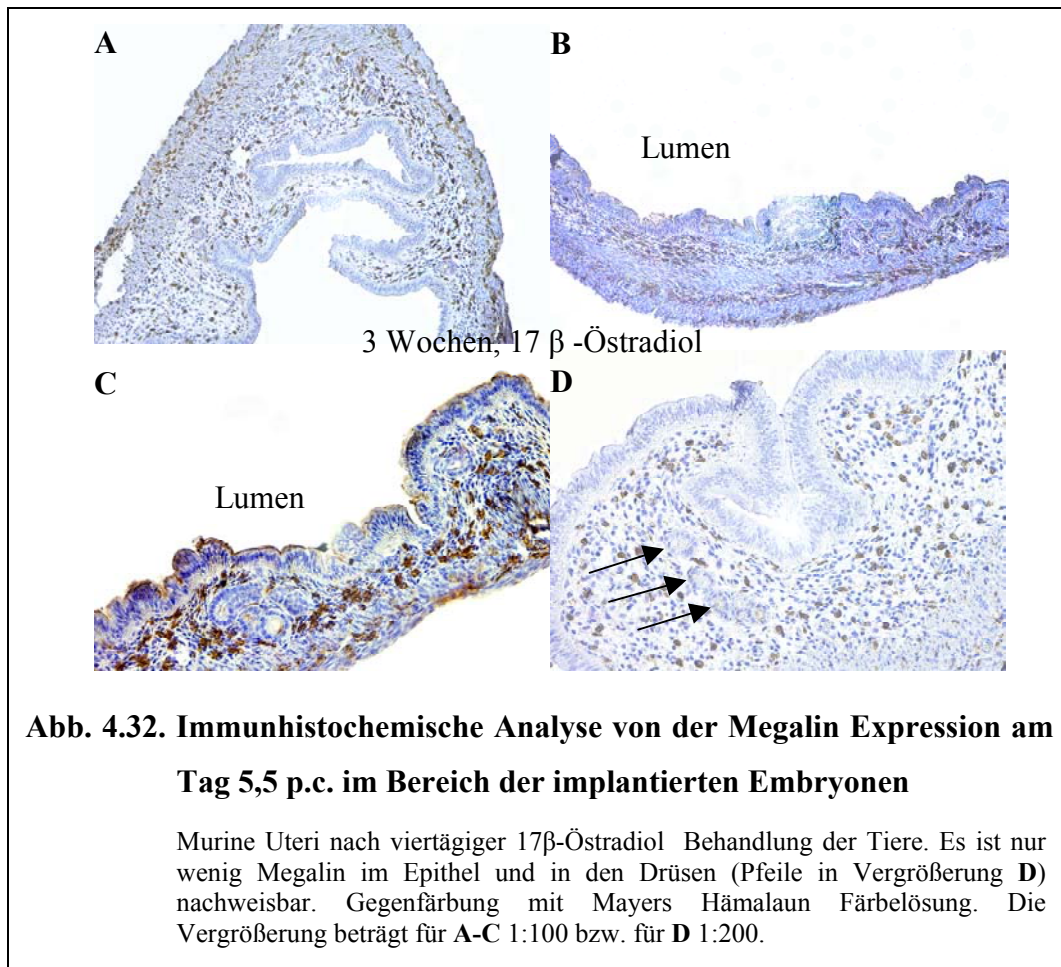 A
B
Lumen
3 Wochen, 17 β -Östradiol
C
D
Lumen
Abb. 4.32. Immunhistochemische Analyse von der Megalin Expression am
Tag 5,5 p.c. im Bereich der implantierten Embryonen
Murine Uteri nach viertägiger 17β-Östradiol Behandlung der Tiere. Es ist nur
wenig Megalin im Epithel und in den Drüsen (Pfeile in Vergrößerung D)
nachweisbar. Gegenfärbung mit Mayers Hämalaun Färbelösung. Die
Vergrößerung beträgt für A-C 1:100 bzw. für D 1:200.